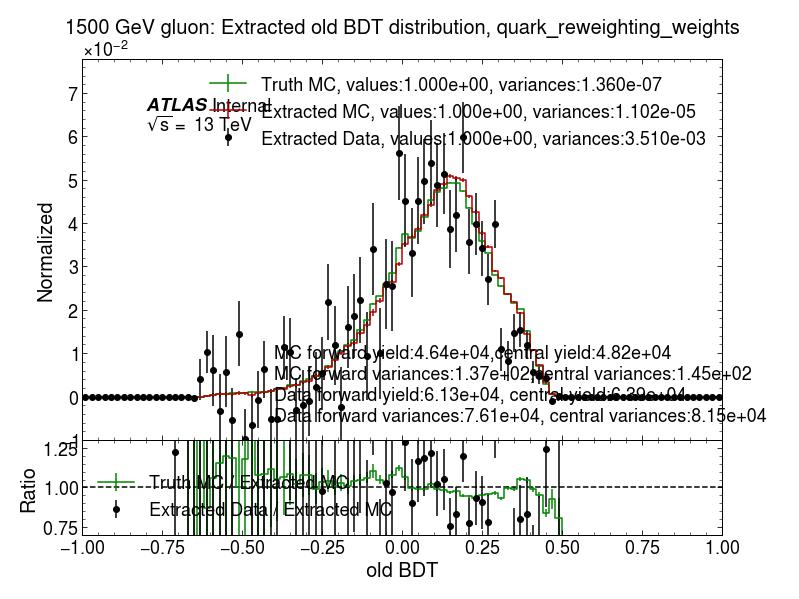 1500 GeV gluon: Extracted old BDT distribution, quark_reweighting_weights
×10⁻²
Truth MC, values:1.000e+00, variances:1.360e-07
ATLAS Internal
Extracted MC, values:1.000e+00, variances:1.102e-05
√s = 13 TeV
Extracted Data, values:1.000e+00, variances:3.510e-03
7
6
5
4
3
2
1
0
−1
Normalized
MC forward yield:4.64e+04,central yield:4.82e+04
MC forward variances:1.37e+02,central variances:1.45e+02
Data forward yield:6.13e+04, central yield:6.39e+04
Data forward variances:7.61e+04, central variances:8.15e+04
1.25
1.00
0.75
Ratio
Truth MC / Extracted MC
Extracted Data / Extracted MC
−1.00 −0.75 −0.50 −0.25 0.00 0.25 0.50 0.75 1.00
old BDT